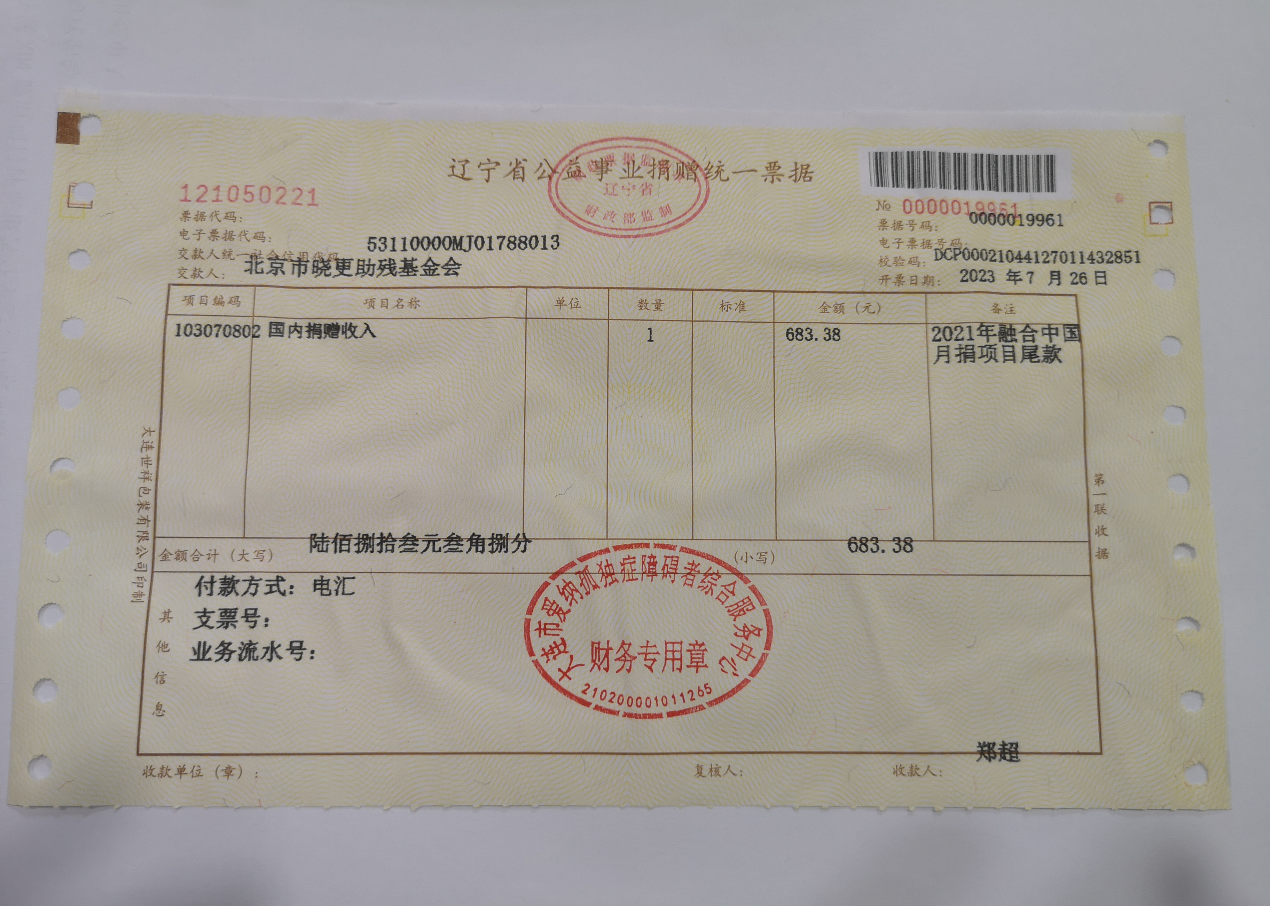 辽宁省公益事业捐赠统一票据
财政票据监
辽宁省
财政部监制
121050221
票据代码：
电子票据代码：
交款人统一社会信用代码：
53110000MJ01788013
交款人： 北京市晓更助残基金会
№ 0000019961
票据号码： 0000019961
电子票据号码：
校验码： DCP000210441270114328​51
开票日期： 2023 年 7 月 26 日
项目编码 项目名称 单位 数量 标准 金额（元） 备注
103070802 国内捐赠收入 1 683.38 2021年融合中国
月捐项目尾款
金额合计（大写） 陆佰捌拾叁元叁角捌分 （小写） 683.38
其他信息
付款方式：电汇
支票号：
业务流水号：
大连市爱纳孤独症障碍者综合服务中心
财务专用章
210200001011265
大连世祥包装有限公司印制
第一联 收据
郑超
收款单位（章）： 复核人： 收款人：